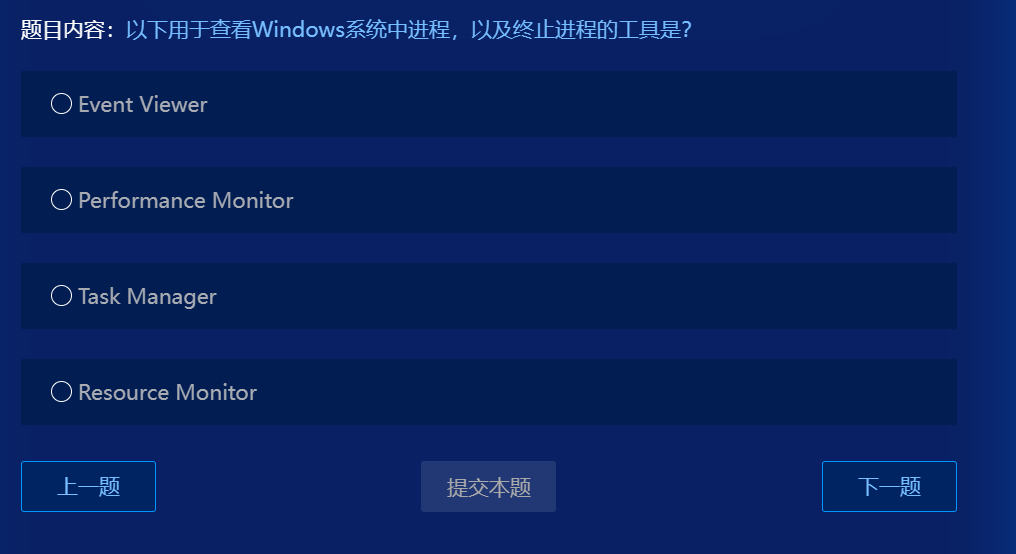 题目内容：以下用于查看Windows系统中进程，以及终止进程的工具是？
Event Viewer
Performance Monitor
Task Manager
Resource Monitor
上一题
提交本题
下一题